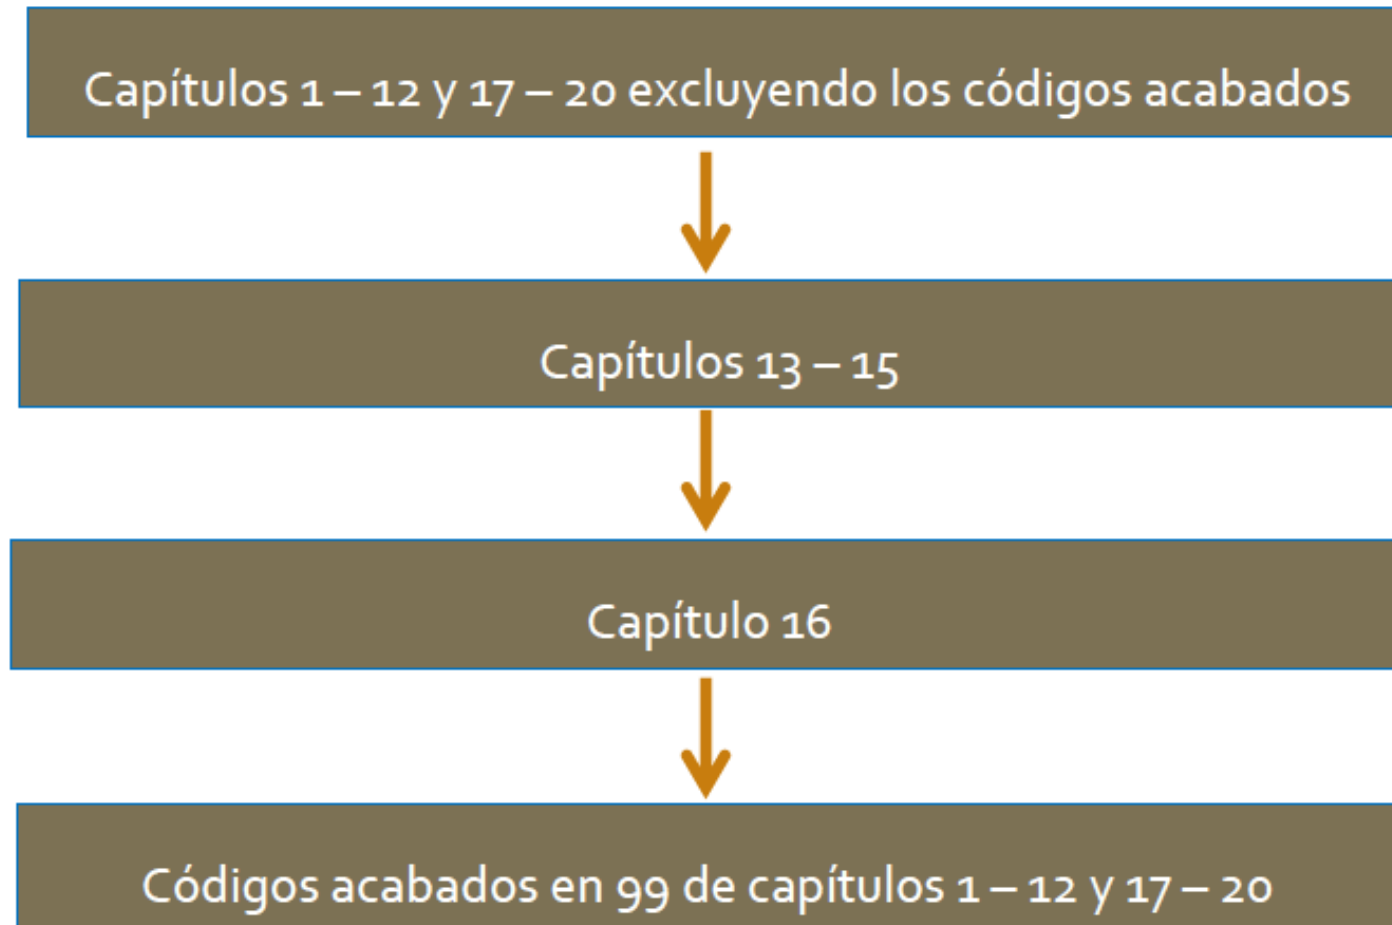 Capítulos 1 – 12 y 17 – 20 excluyendo los códigos acabados
Capítulos 13 – 15
Capítulo 16
Códigos acabados en 99 de capítulos 1 – 12 y 17 – 20